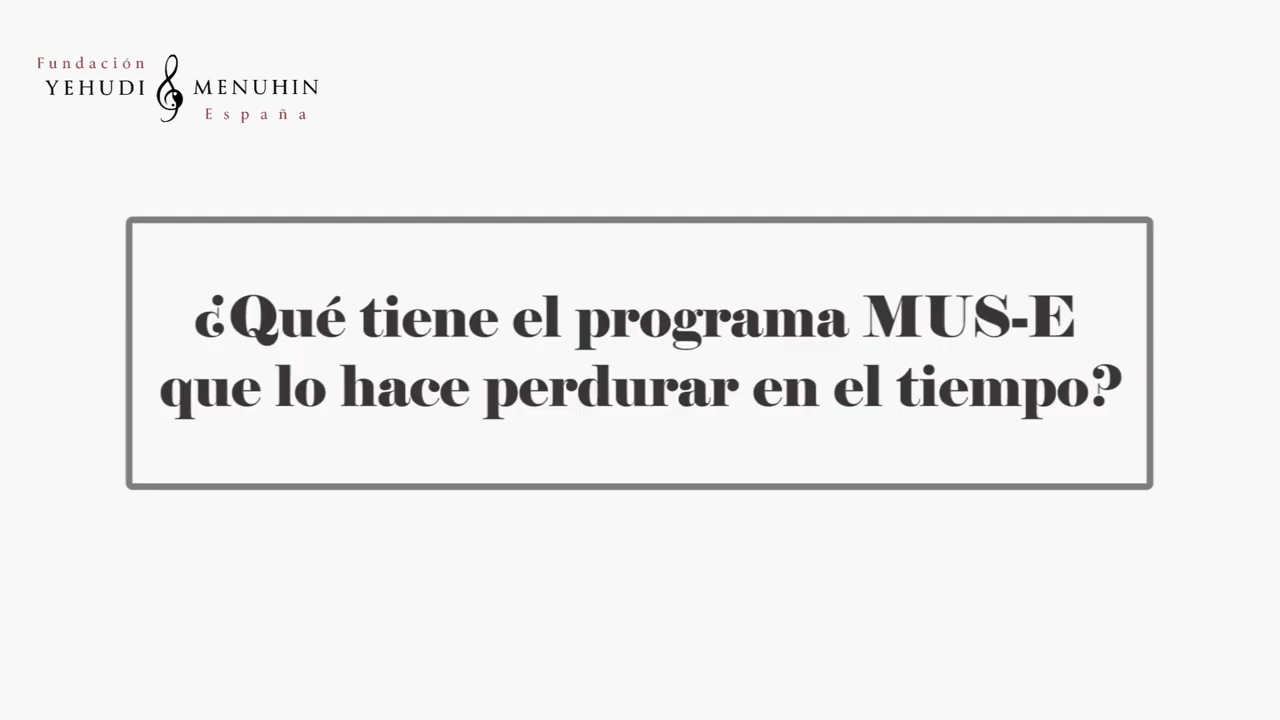 Fundación
YEHUDI MENUHIN
España
¿Qué tiene el programa MUS-E
que lo hace perdurar en el tiempo?